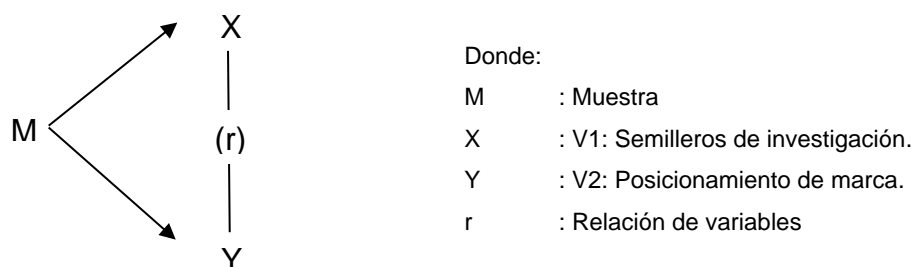 X
M
(r)
Y
Donde:
M : Muestra
X : V1: Semilleros de investigación.
Y : V2: Posicionamiento de marca.
r : Relación de variables